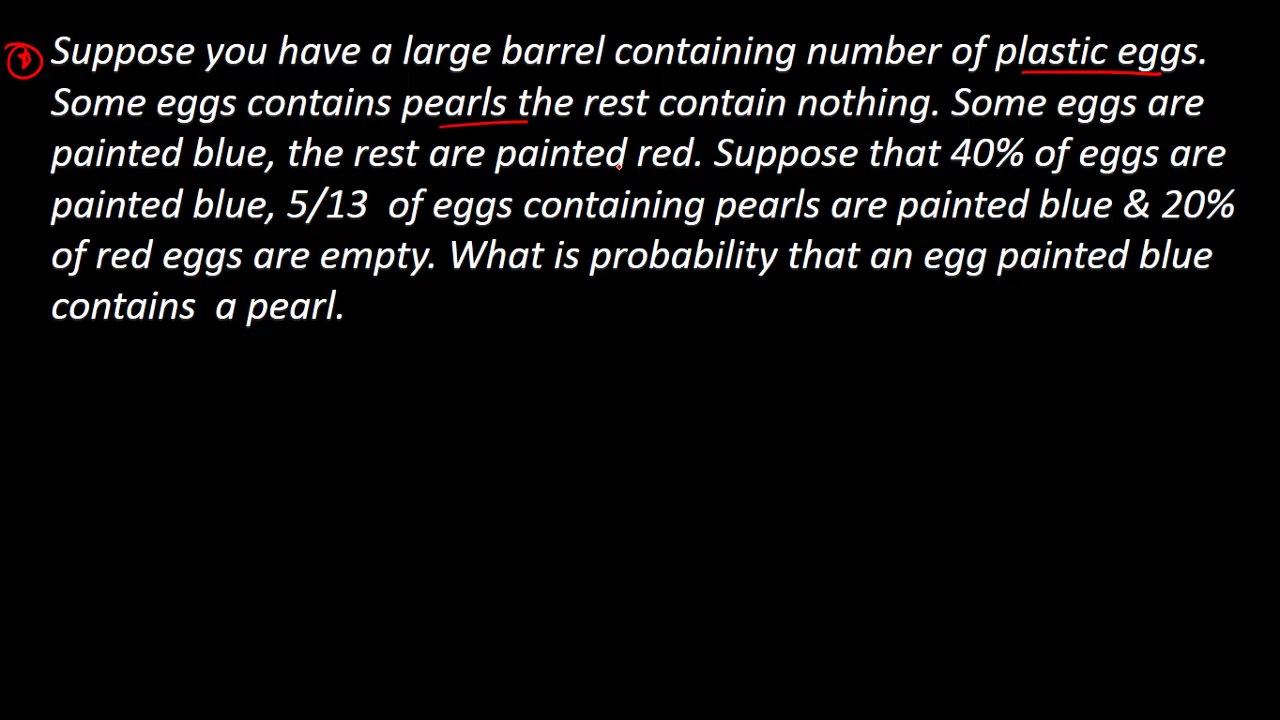 Suppose you have a large barrel containing number of plastic eggs.
Some eggs contains pearls the rest contain nothing. Some eggs are
painted blue, the rest are painted red. Suppose that 40% of eggs are
painted blue, 5/13 of eggs containing pearls are painted blue & 20%
of red eggs are empty. What is probability that an egg painted blue
contains a pearl.